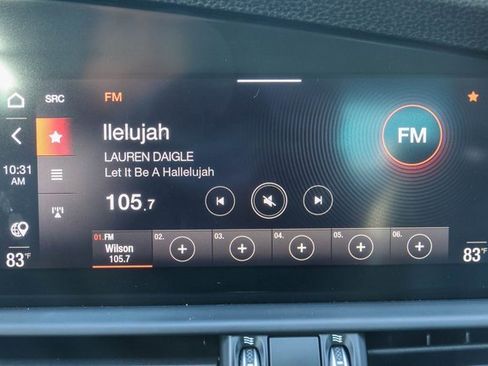 SRC
FM
llelujah
LAUREN DAIGLE
Let It Be A Hallelujah
FM
10:31
AM
105.7
83°F
01.FM
Wilson
105.7
02.
03.
04.
05.
06.
83°F